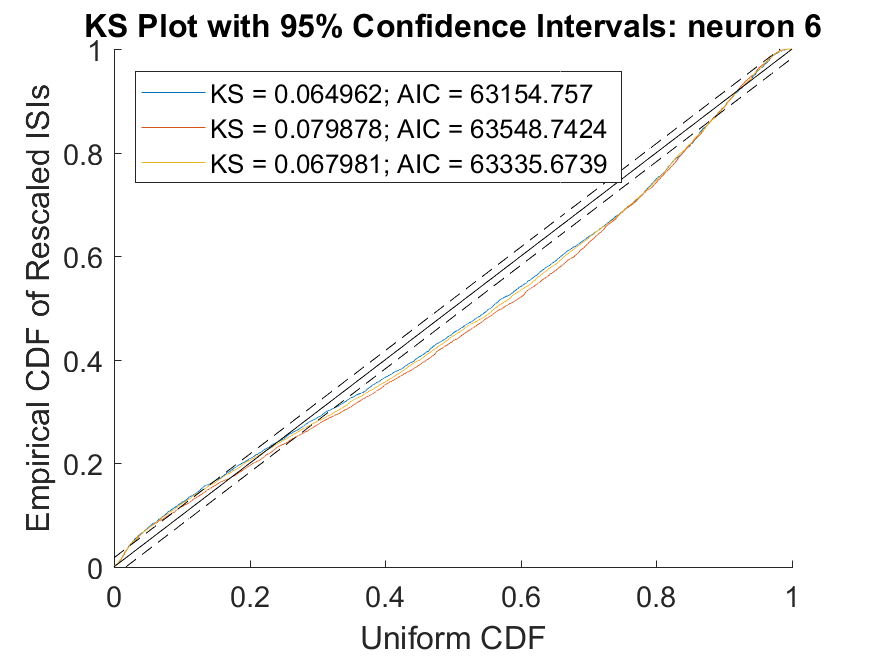 KS Plot with 95% Confidence Intervals: neuron 6
KS = 0.064962; AIC = 63154.757
KS = 0.079878; AIC = 63548.7424
KS = 0.067981; AIC = 63335.6739
Empirical CDF of Rescaled ISIs
1
0.8
0.6
0.4
0.2
0
0 0.2 0.4 0.6 0.8 1
Uniform CDF